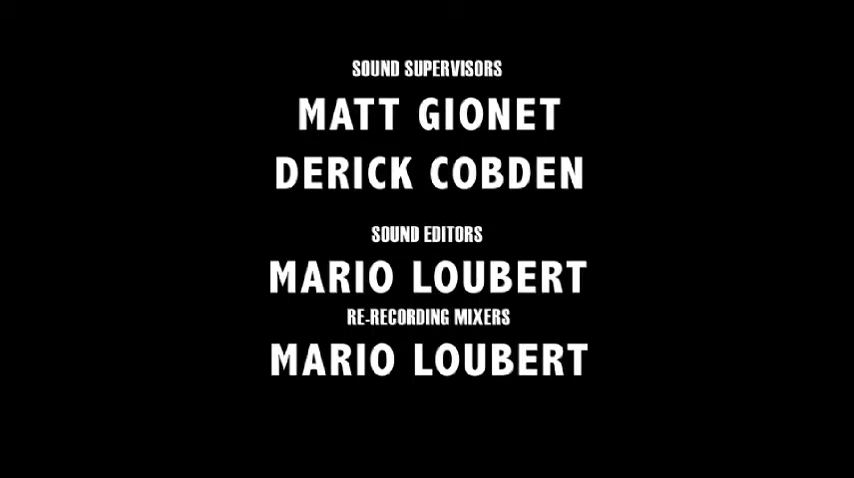 SOUND SUPERVISORS
MATT GIONET
DERICK COBDEN
SOUND EDITORS
MARIO LOUBERT
RE-RECORDING MIXERS
MARIO LOUBERT